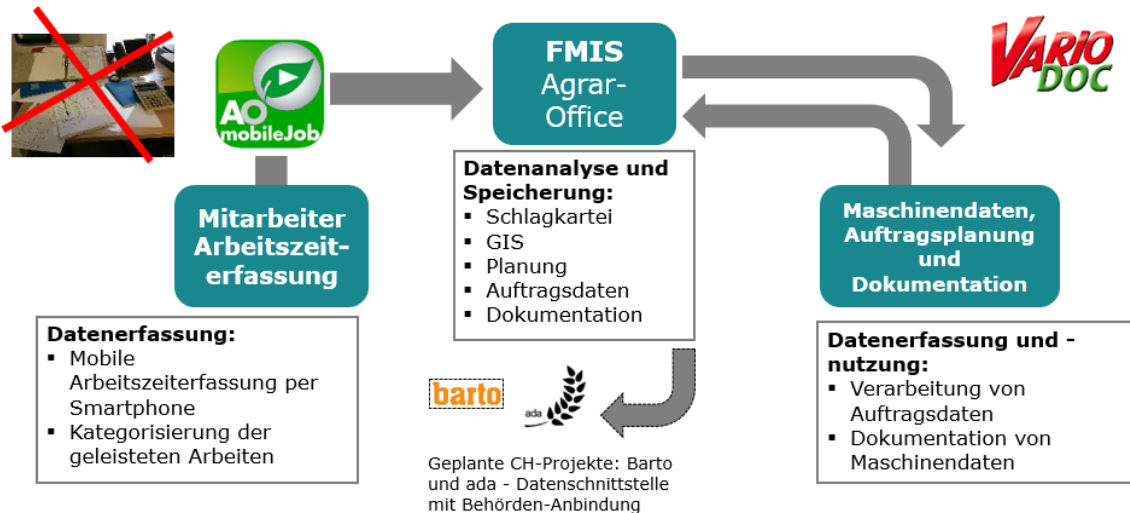 AO
mobileJob
FMIS
Agrar-
Office
VARIO
DOC
Mitarbeiter
Arbeitszeit-
erfassung
Datenanalyse und
Speicherung:
▪ Schlagkartei
▪ GIS
▪ Planung
▪ Auftragsdaten
▪ Dokumentation
Maschinendaten,
Auftragsplanung
und
Dokumentation
Datenerfassung:
▪ Mobile
Arbeitszeiterfassung per
Smartphone
▪ Kategorisierung der
geleisteten Arbeiten
barto
ada
Geplante CH-Projekte: Barto
und ada - Datenschnittstelle
mit Behörden-Anbindung
Datenerfassung und -
nutzung:
▪ Verarbeitung von
Auftragsdaten
▪ Dokumentation von
Maschinendaten